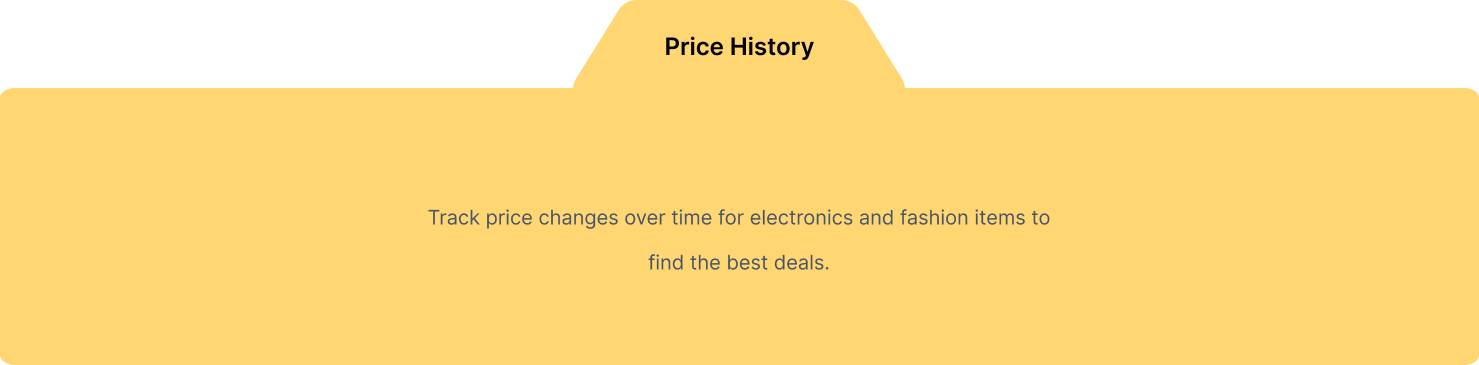 Price History
Track price changes over time for electronics and fashion items to
find the best deals.